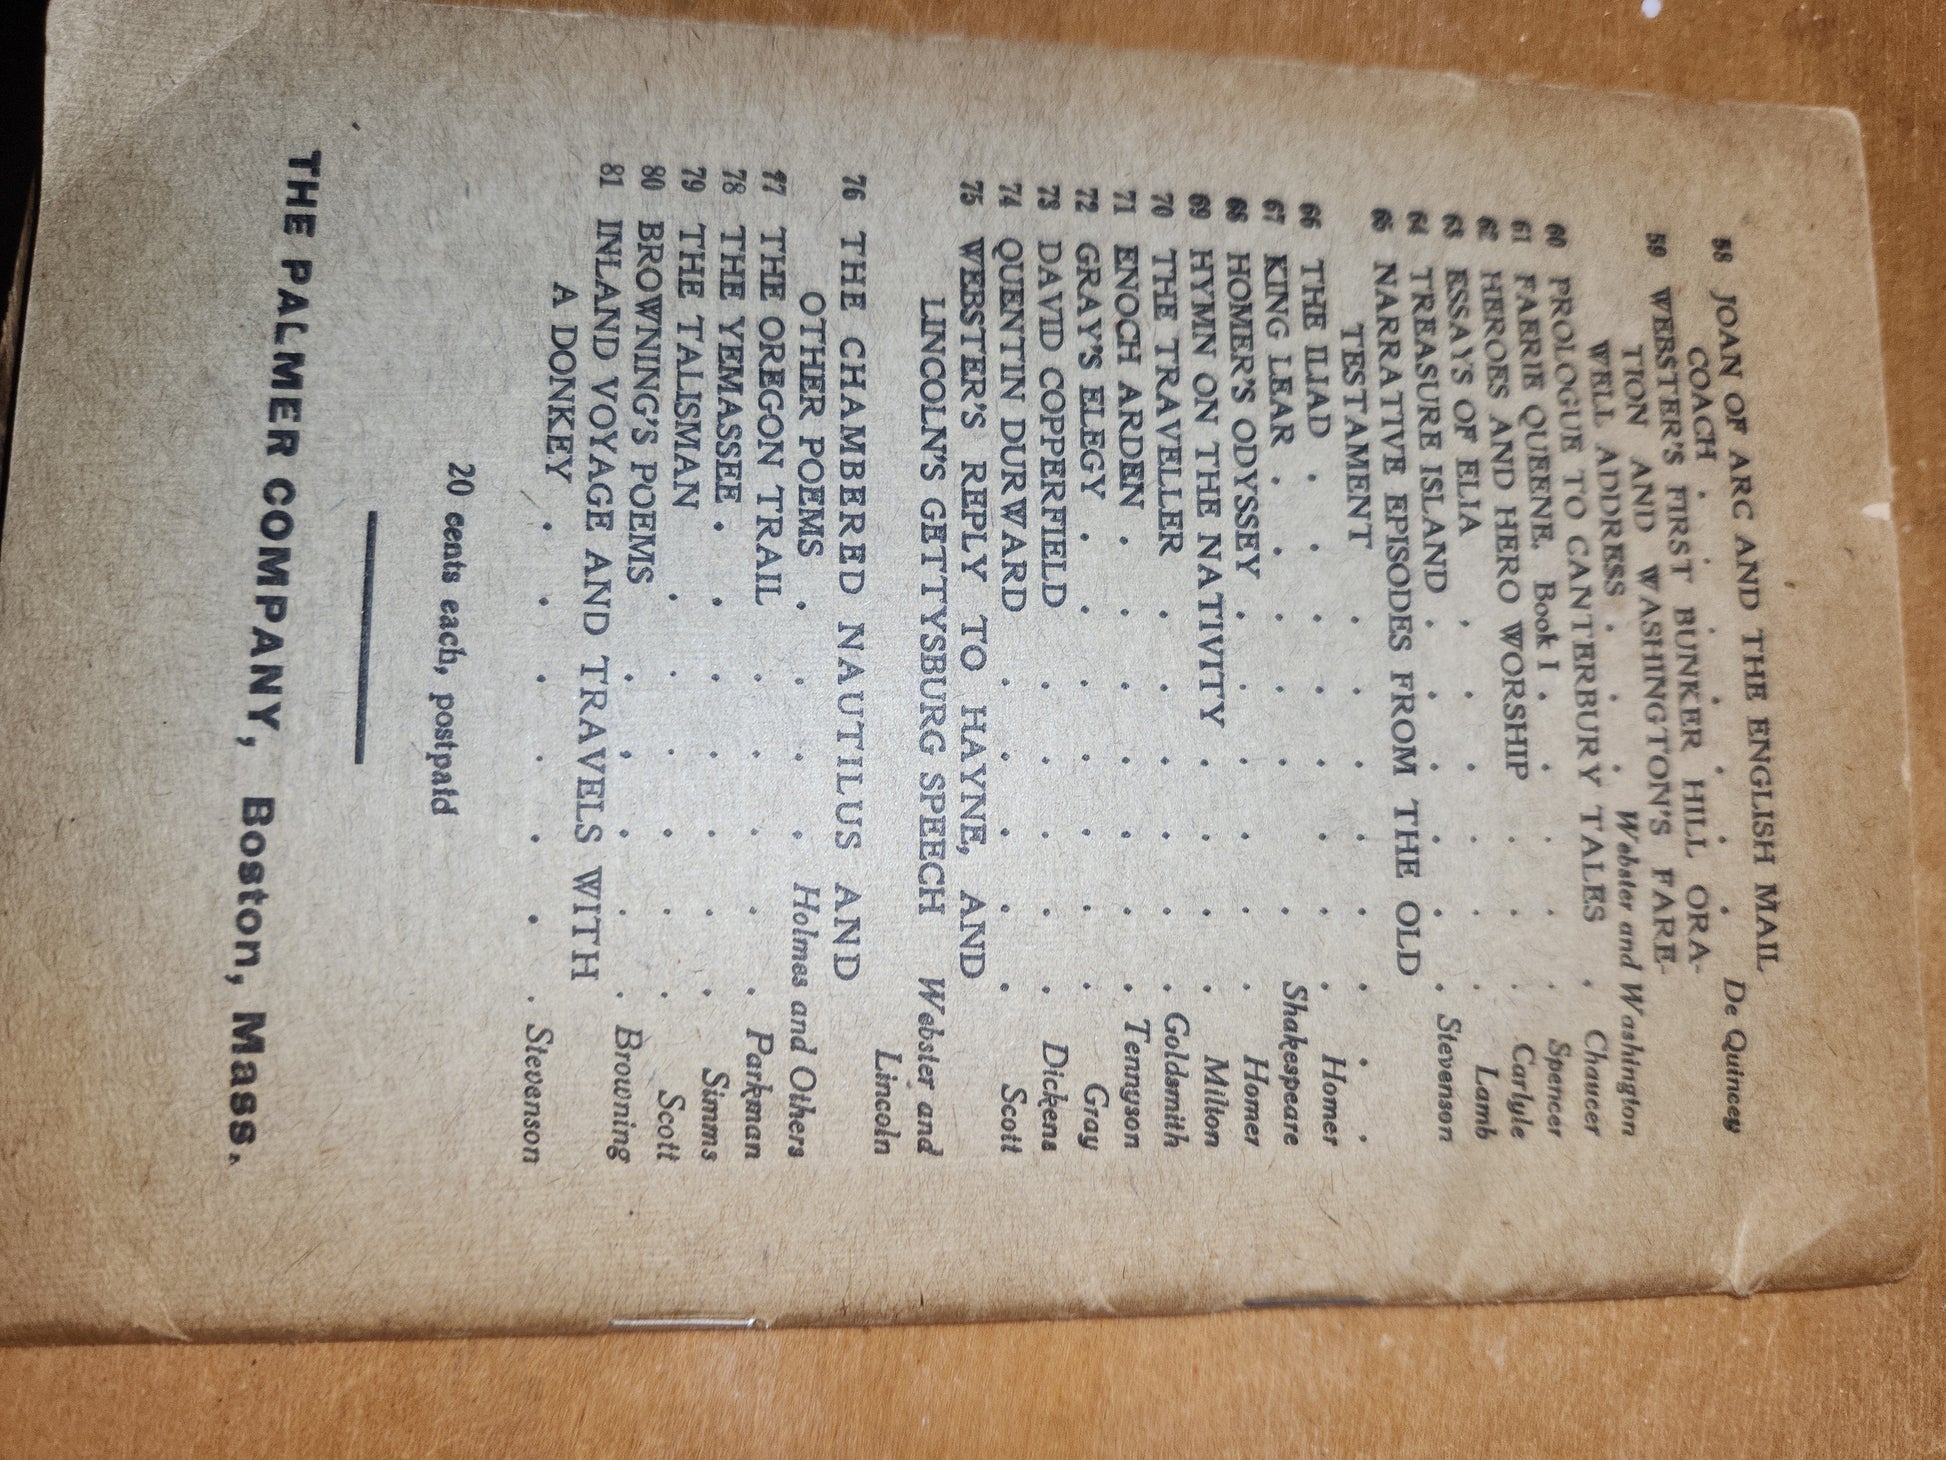 58 JOAN OF ARC AND THE ENGLISH MAIL
COACH . . . . . . . De Quincey
59 WEBSTER'S FIRST BUNKER HILL ORA-
TION AND WASHINGTON'S FARE-
WELL ADDRESS . . . Webster and Washington
60 PROLOGUE TO CANTERBURY TALES . Chaucer
61 FAERIE QUEENE. Book I . . . . . Spencer
62 HEROES AND HERO WORSHIP . . . Carlyle
63 ESSAYS OF ELIA . . . . . . Lamb
64 TREASURE ISLAND . . . . . . Stevenson
65 NARRATIVE EPISODES FROM THE OLD
TESTAMENT . . . . . . . .
66 THE ILIAD . . . . . . . . Homer
67 KING LEAR . . . . . . . Shakespeare
68 HOMER'S ODYSSEY . . . . . . Homer
69 HYMN ON THE NATIVITY . . . . Milton
70 THE TRAVELLER . . . . . . Goldsmith
71 ENOCH ARDEN . . . . . . . Tennyson
72 GRAY'S ELEGY . . . . . . . Gray
73 DAVID COPPERFIELD . . . . . Dickens
74 QUENTIN DURWARD . . . . . Scott
75 WEBSTER'S REPLY TO HAYNE, AND
LINCOLN'S GETTYSBURG SPEECH Webster and
Lincoln
76 THE CHAMBERED NAUTILUS AND
OTHER POEMS . . . . Holmes and Others
77 THE OREGON TRAIL . . . . . Parkman
78 THE YEMASSEE . . . . . . . Simms
79 THE TALISMAN . . . . . . Scott
80 BROWNING'S POEMS . . . . . Browning
81 INLAND VOYAGE AND TRAVELS WITH
A DONKEY . . . . . . . Stevenson
20 cents each, postpaid
THE PALMER COMPANY, Boston, Mass.